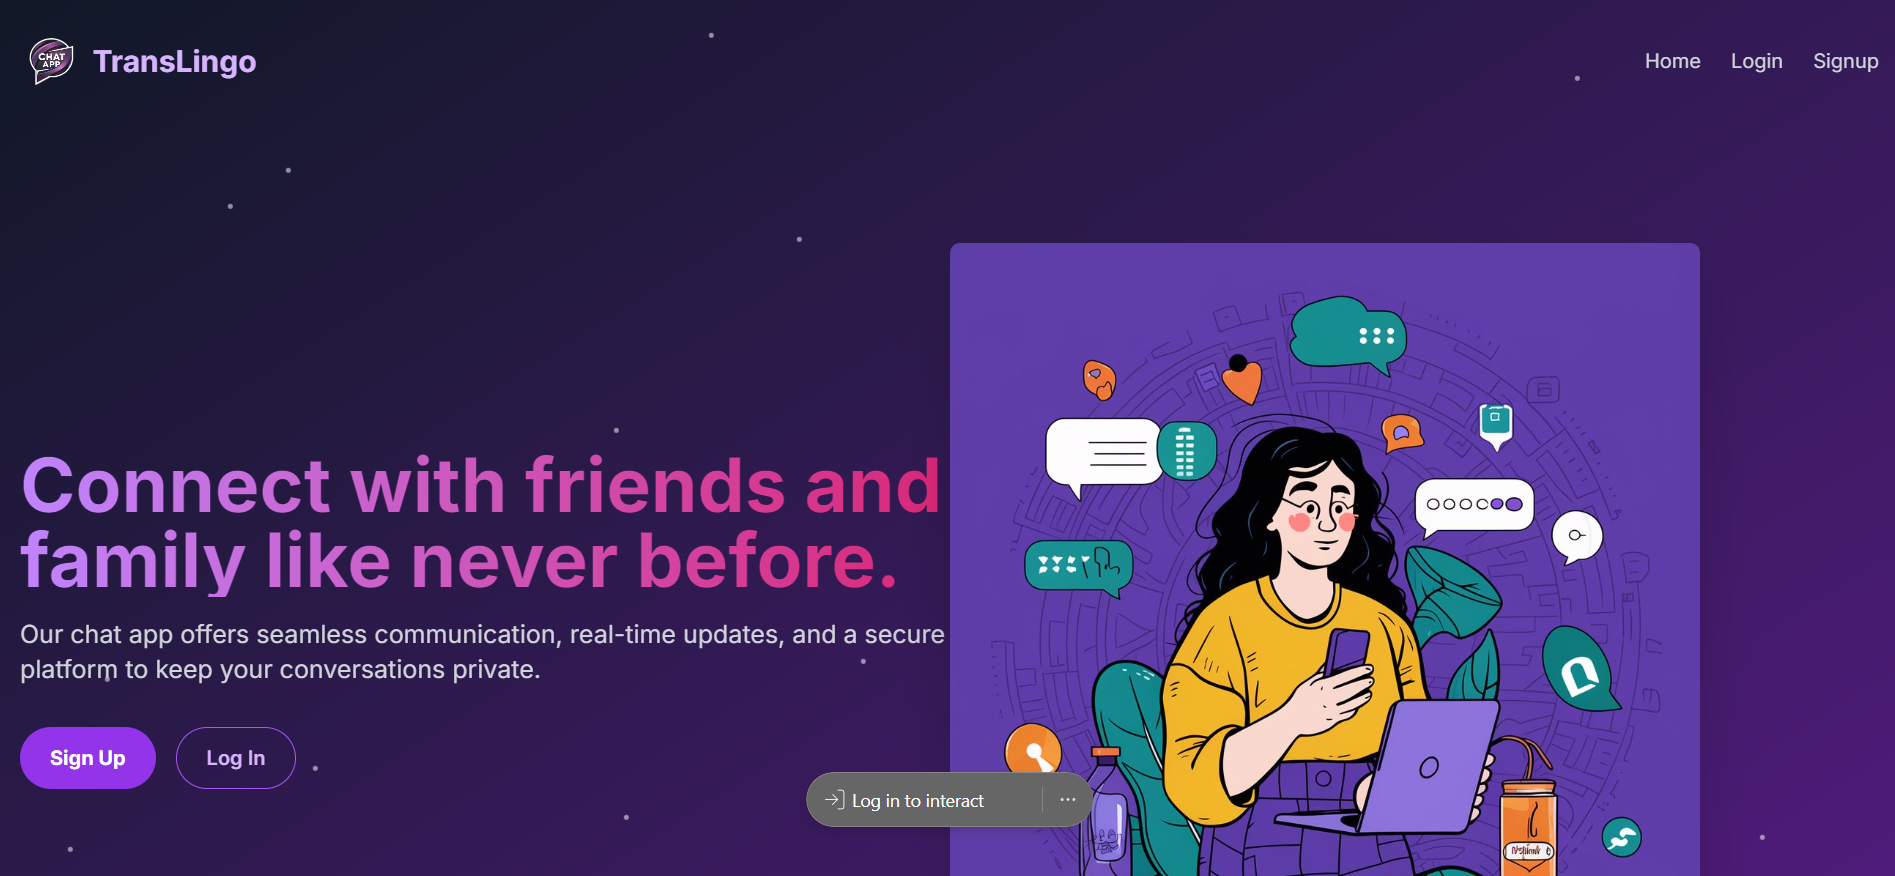 CHAT
APP
TransLingo
Home
Login
Signup
Connect with friends and
family like never before.
Our chat app offers seamless communication, real-time updates, and a secure
platform to keep your conversations private.
Sign Up
Log In
Log in to interact